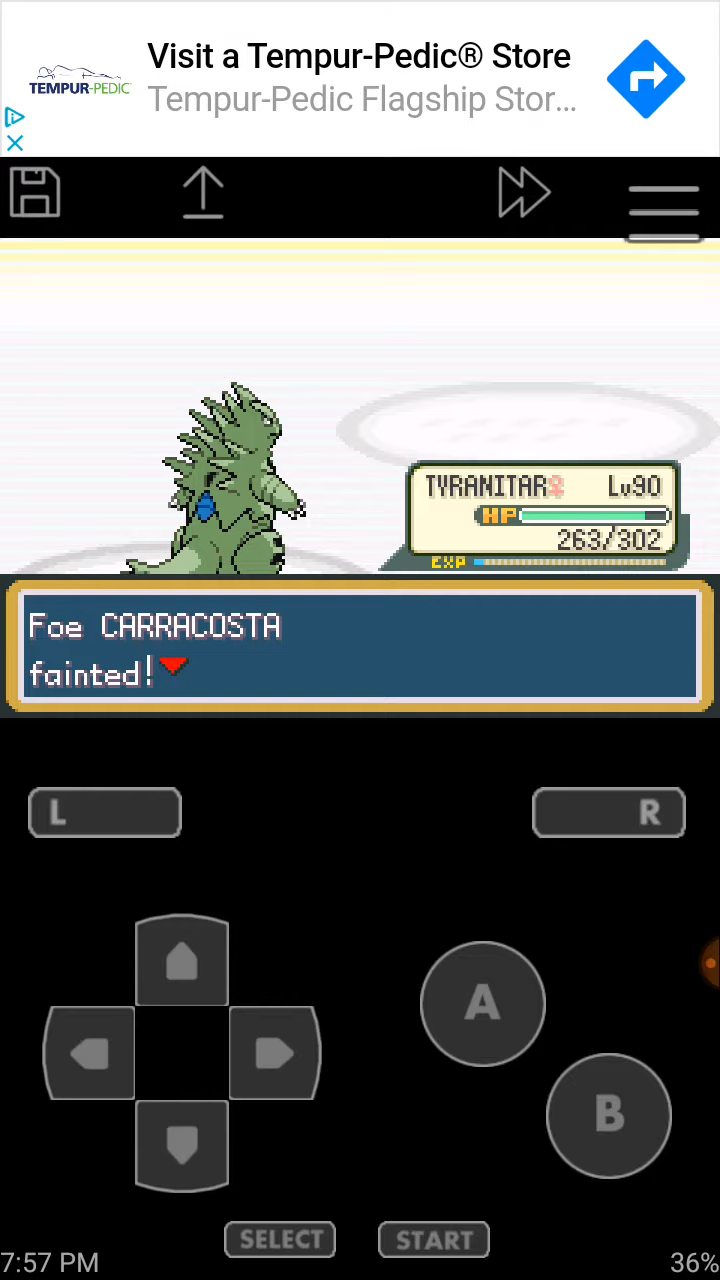 Visit a Tempur-Pedic® Store
TEMPUR-PEDIC
Tempur-Pedic Flagship Stor...
TYRANITAR♀ Lv90
HP
263/302
EXP
Foe CARRACOSTA
fainted!
L
R
A
B
SELECT
START
7:57 PM
36%